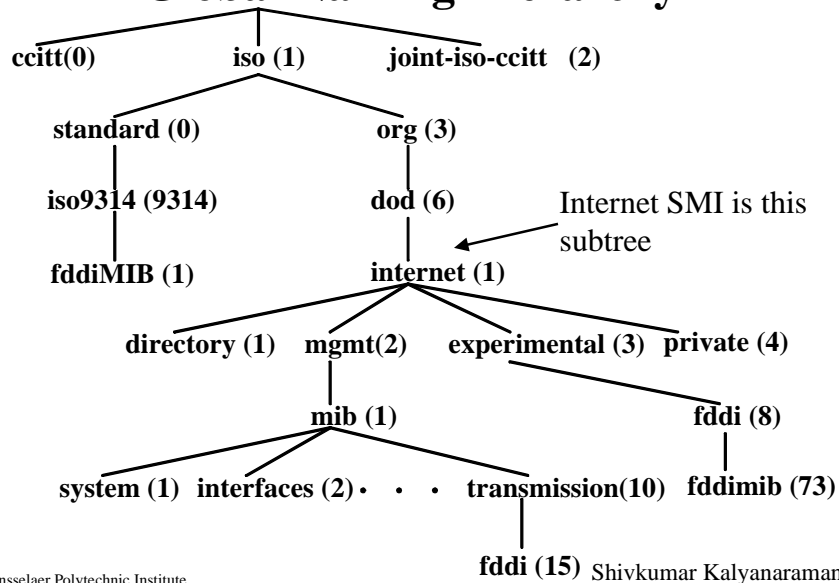 ccitt(0) iso (1) joint-iso-ccitt (2)
standard (0) org (3)
iso9314 (9314) dod (6) Internet SMI is this
subtree
fddiMIB (1) internet (1)
directory (1) mgmt(2) experimental (3) private (4)
mib (1) fddi (8)
system (1) interfaces (2) . . . transmission(10) fddimib (73)
fddi (15) Shivkumar Kalyanaraman
Polytechnic Institute